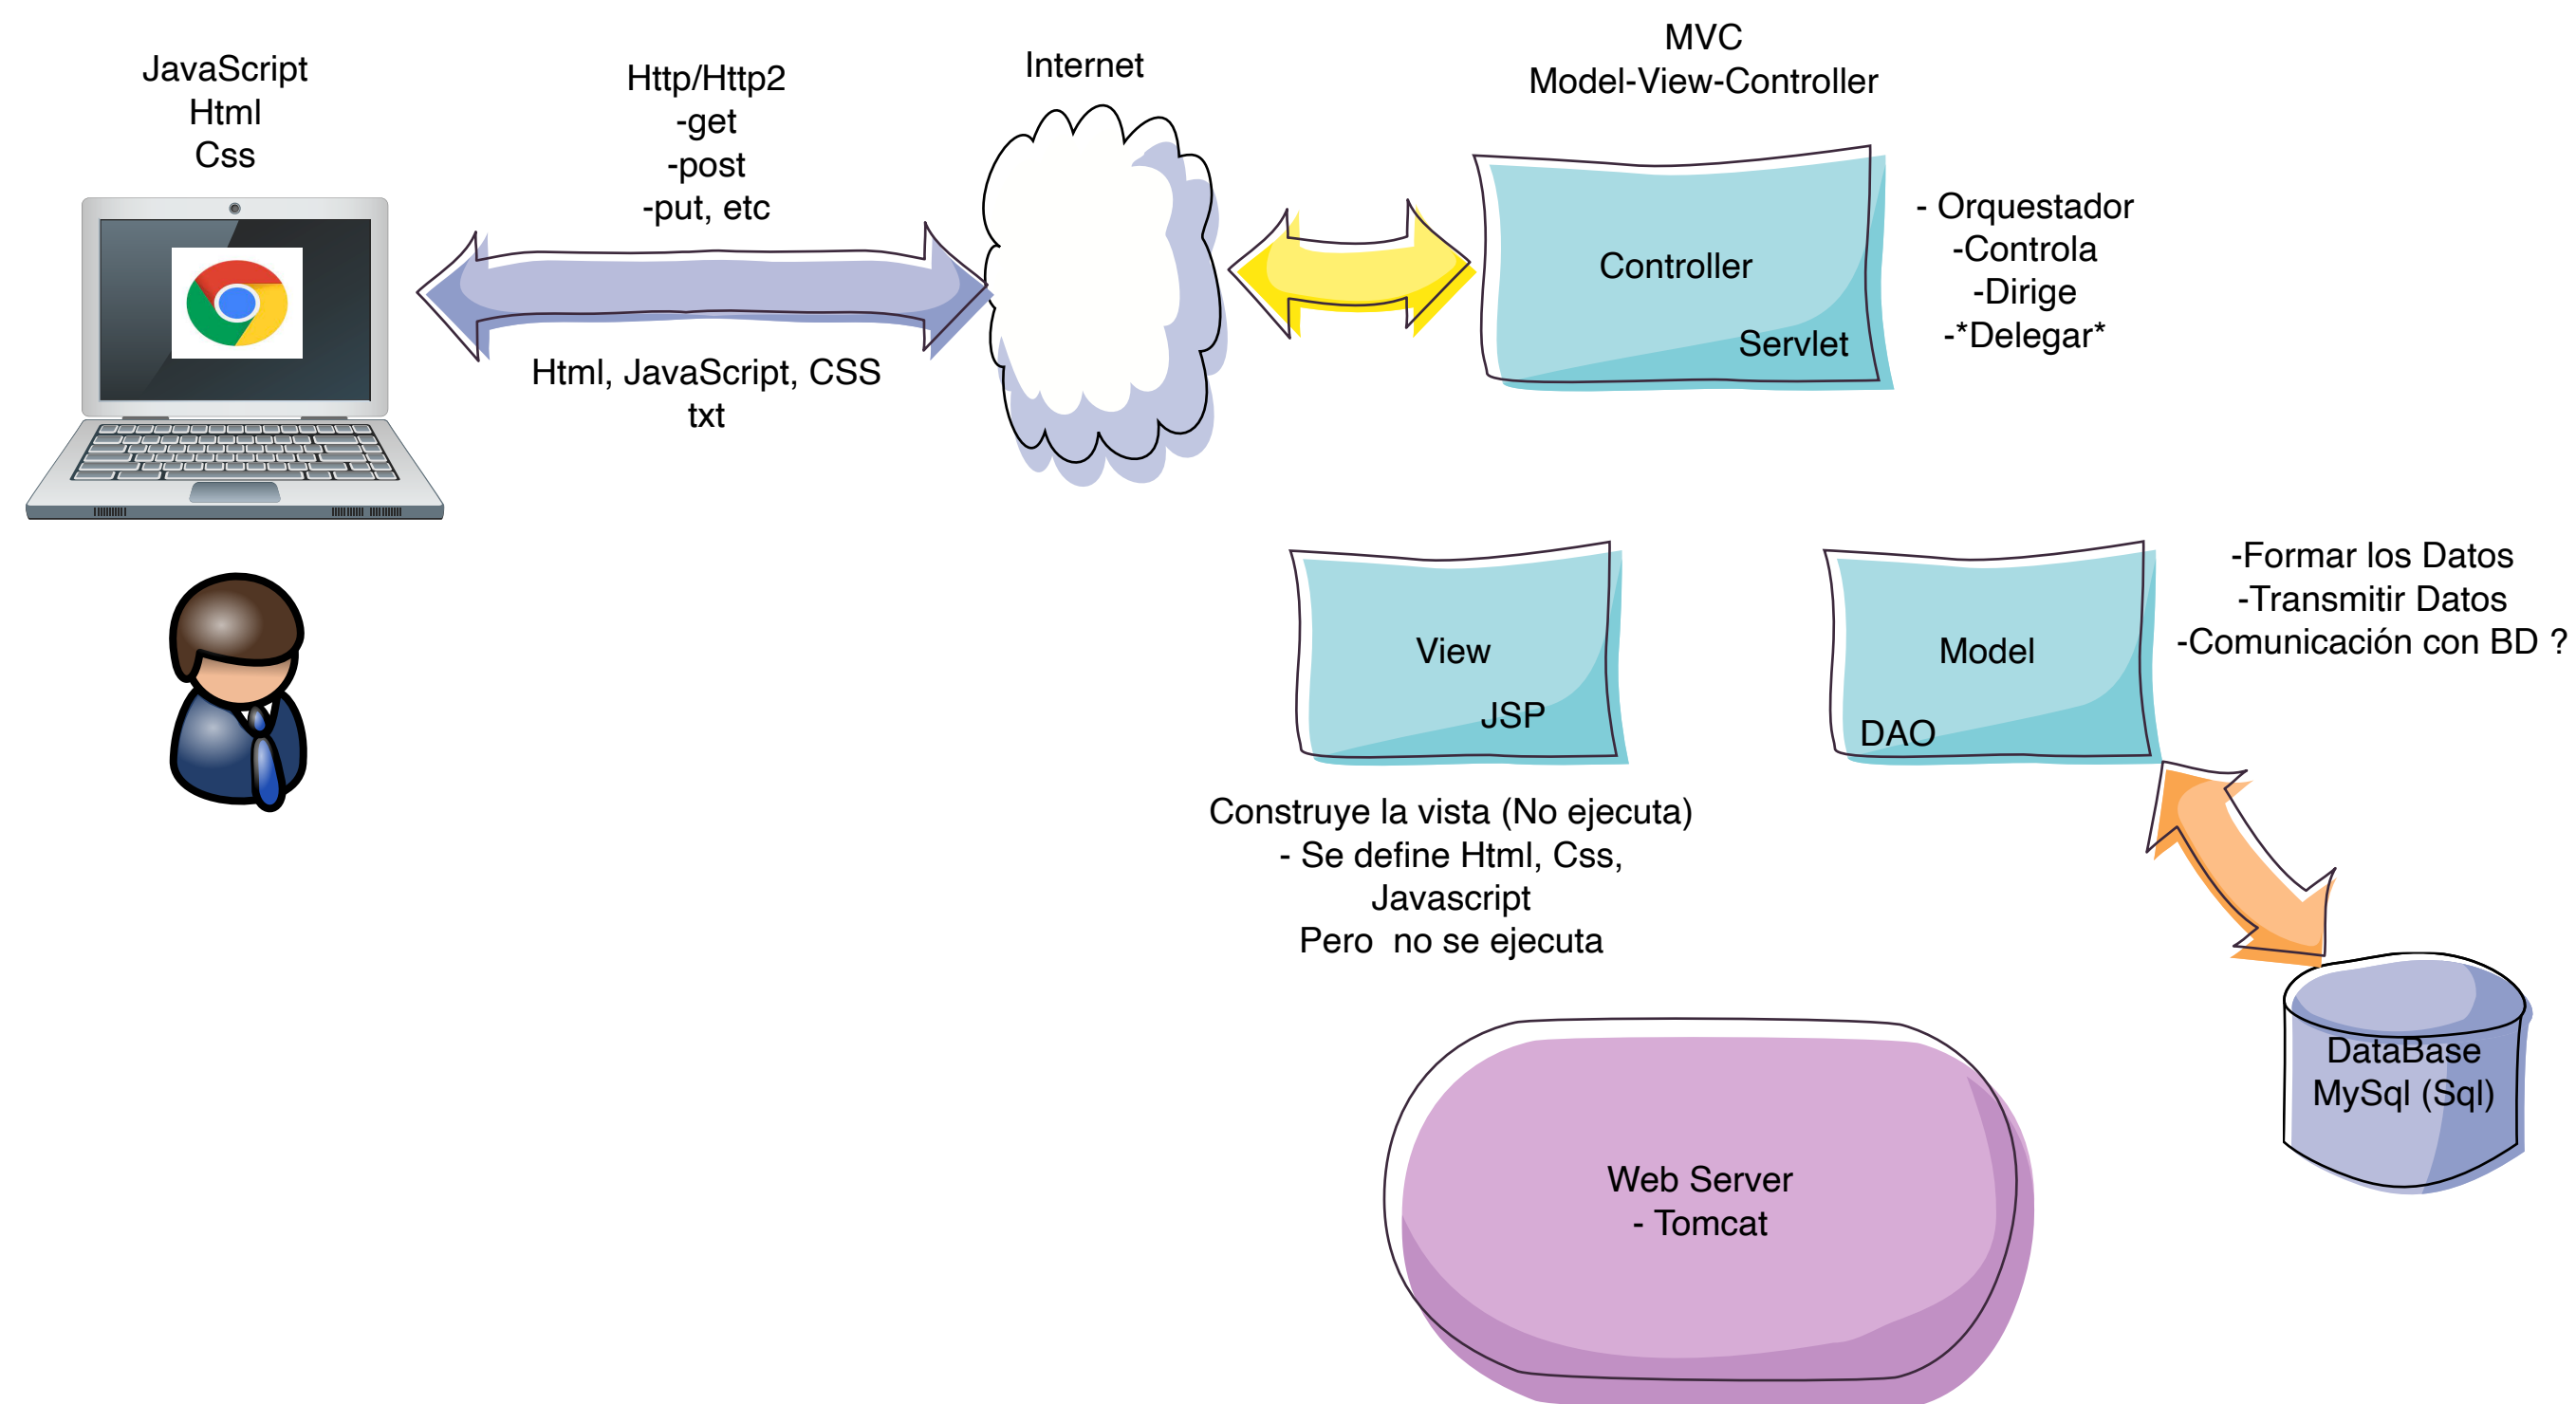 JavaScript
Html
Css
Http/Http2
-get
-post
-put, etc
Html, JavaScript, CSS
txt
Internet
MVC
Model-View-Controller
Controller
Servlet
- Orquestador
-Controla
-Dirige
-*Delegar*
View
JSP
Construye la vista (No ejecuta)
- Se define Html, Css,
Javascript
Pero  no se ejecuta
Model
DAO
-Formar los Datos
-Transmitir Datos
-Comunicación con BD ?
DataBase
MySql (Sql)
Web Server
- Tomcat